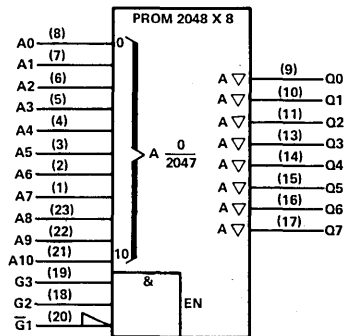 PROM 2048 X 8
A0 (8) 0
A1 (7)
A2 (6)
A3 (5)
A4 (4)
A5 (3)
A6 (2)
A7 (1)
A8 (23)
A9 (22)
A10 (21) 10
A 0/2047
G3 (19) &
G2 (18) EN
G̅1 (20)
A ▽ (9) Q0
A ▽ (10) Q1
A ▽ (11) Q2
A ▽ (13) Q3
A ▽ (14) Q4
A ▽ (15) Q5
A ▽ (16) Q6
A ▽ (17) Q7